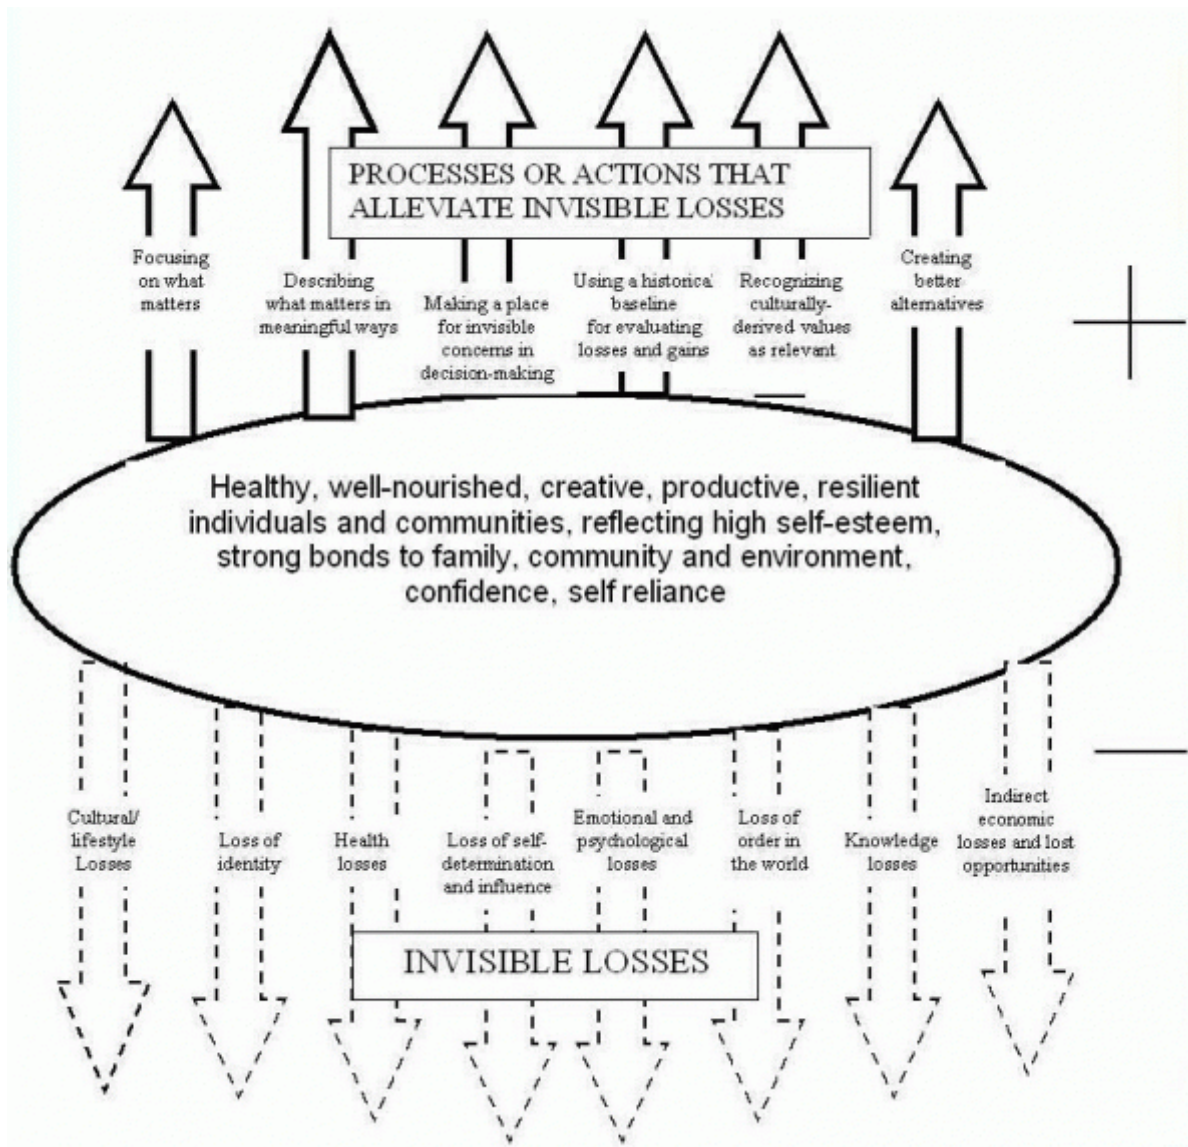 PROCESSES OR ACTIONS THAT
ALLEVIATE INVISIBLE LOSSES
Focusing
on what
matters
Describing
what matters in
meaningful ways
Making a place
for invisible
concerns in
decision-making
Using a historical
baseline
for evaluating
losses and gains
Recognizing
culturally-
derived values
as relevant
Creating
better
alternatives
Healthy, well-nourished, creative, productive, resilient
individuals and communities, reflecting high self-esteem,
strong bonds to family, community and environment,
confidence, self reliance
Cultural/
lifestyle
Losses
Loss of
identity
Health
losses
Loss of self-
determination
and influence
Emotional and
psychological
losses
Loss of
order in
the world
Knowledge
losses
Indirect
economic
losses and lost
opportunities
INVISIBLE LOSSES